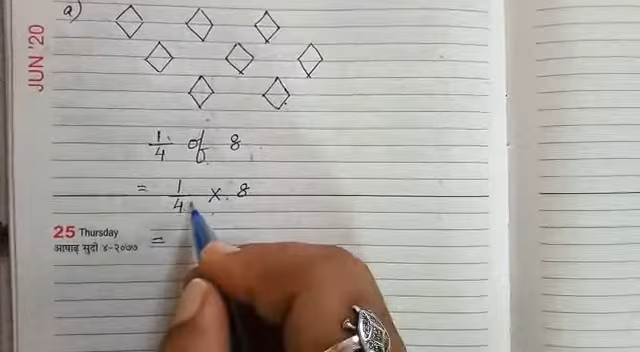 JUN '20
a)
1/4 of 8
= 1/4 × 8
25 Thursday
आषाढ़ सुदी ४-२०७७
=